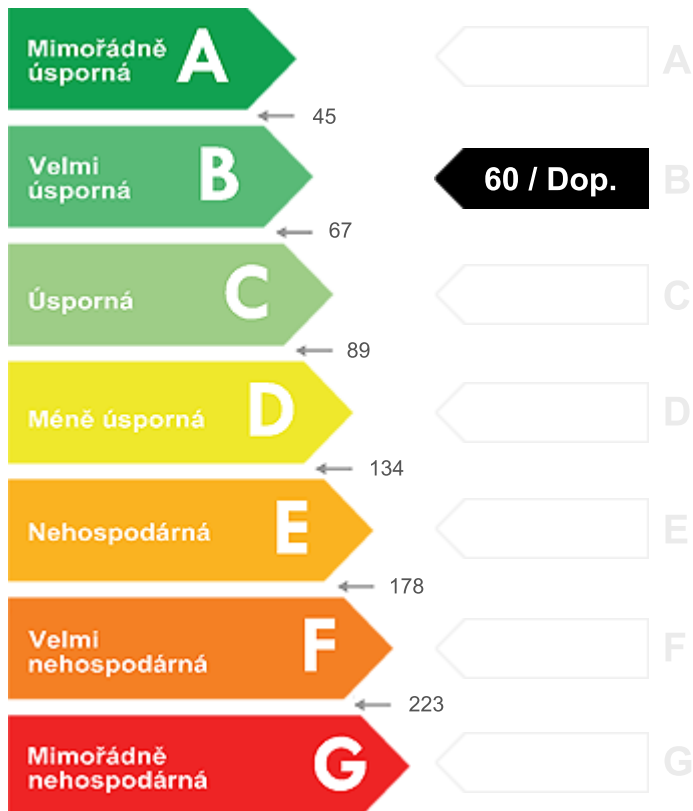 Mimořádně
úsporná
A
A
45
Velmi
úsporná
B
60 / Dop.
B
67
Úsporná
C
C
89
Méně úsporná
D
D
134
Nehospodárná
E
E
178
Velmi
nehospodárná
F
F
223
Mimořádně
nehospodárná
G
G